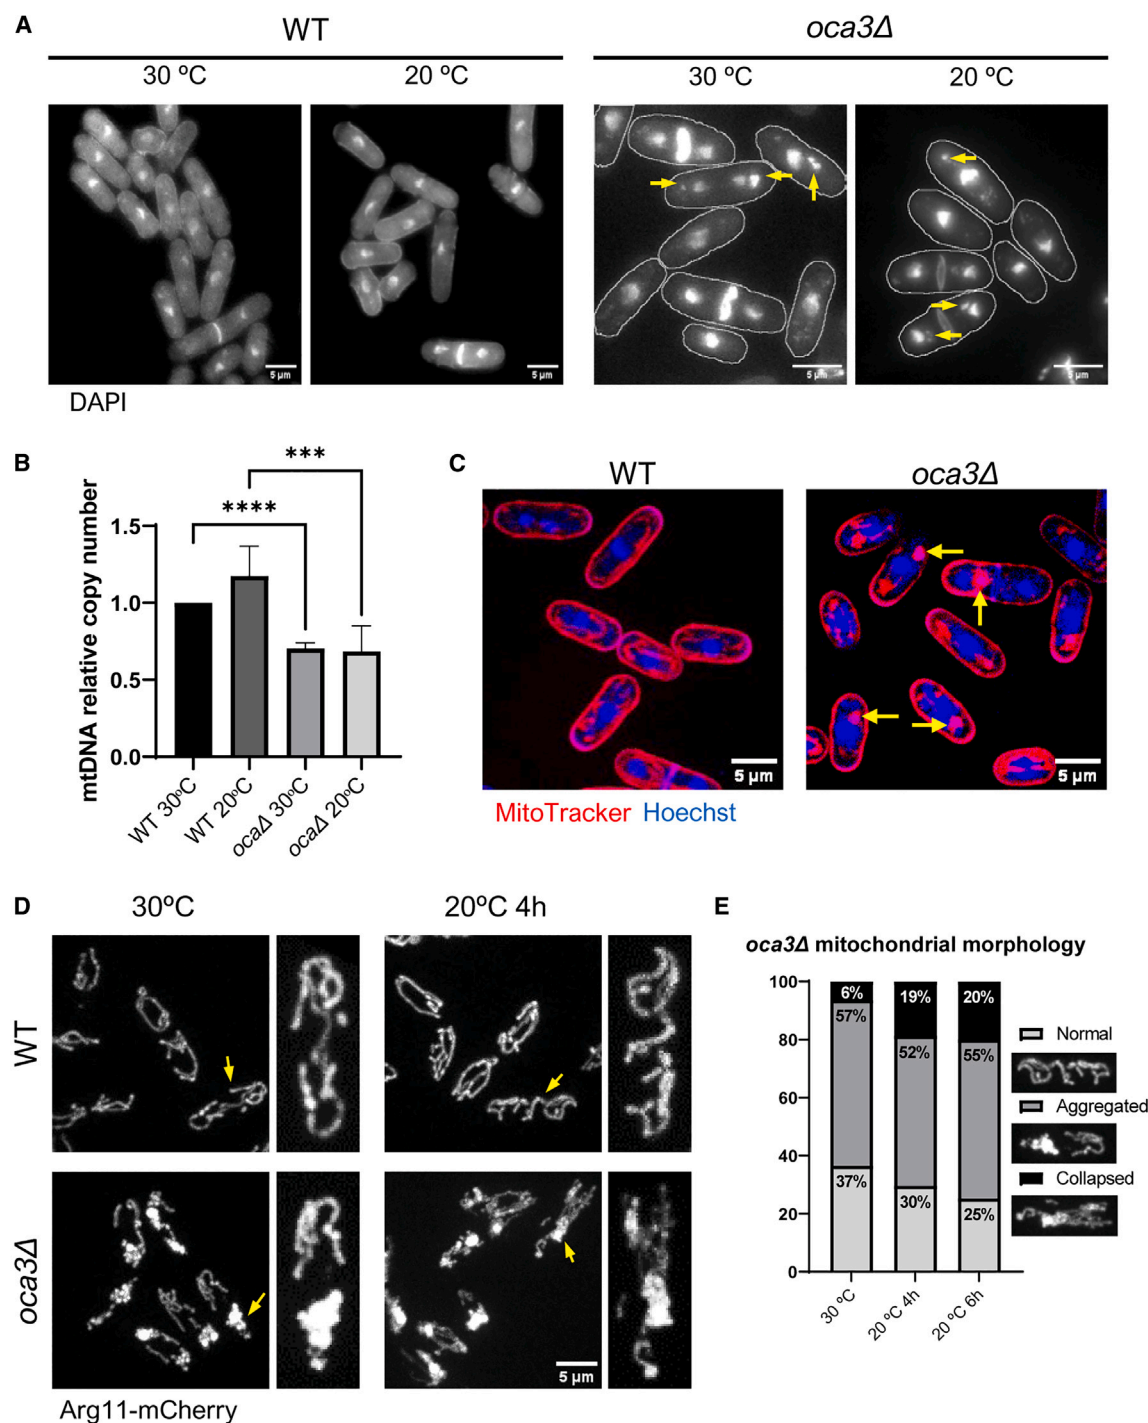 A
WT
oca3Δ
30 ºC
20 ºC
30 ºC
20 ºC
5 µm
5 µm
5 µm
5 µm
DAPI
B
***
****
mtDNA relative copy number
1.5
1.0
0.5
0.0
WT 30ºC
WT 20ºC
ocaΔ 30ºC
ocaΔ 20ºC
C
WT
oca3Δ
5 µm
5 µm
MitoTracker Hoechst
D
30ºC
20ºC 4h
WT
oca3Δ
5 µm
Arg11-mCherry
E
oca3Δ mitochondrial morphology
100
80
60
40
20
0
6%
19%
20%
57%
52%
55%
37%
30%
25%
30 ºC
20 ºC 4h
20 ºC 6h
Normal
Aggregated
Collapsed